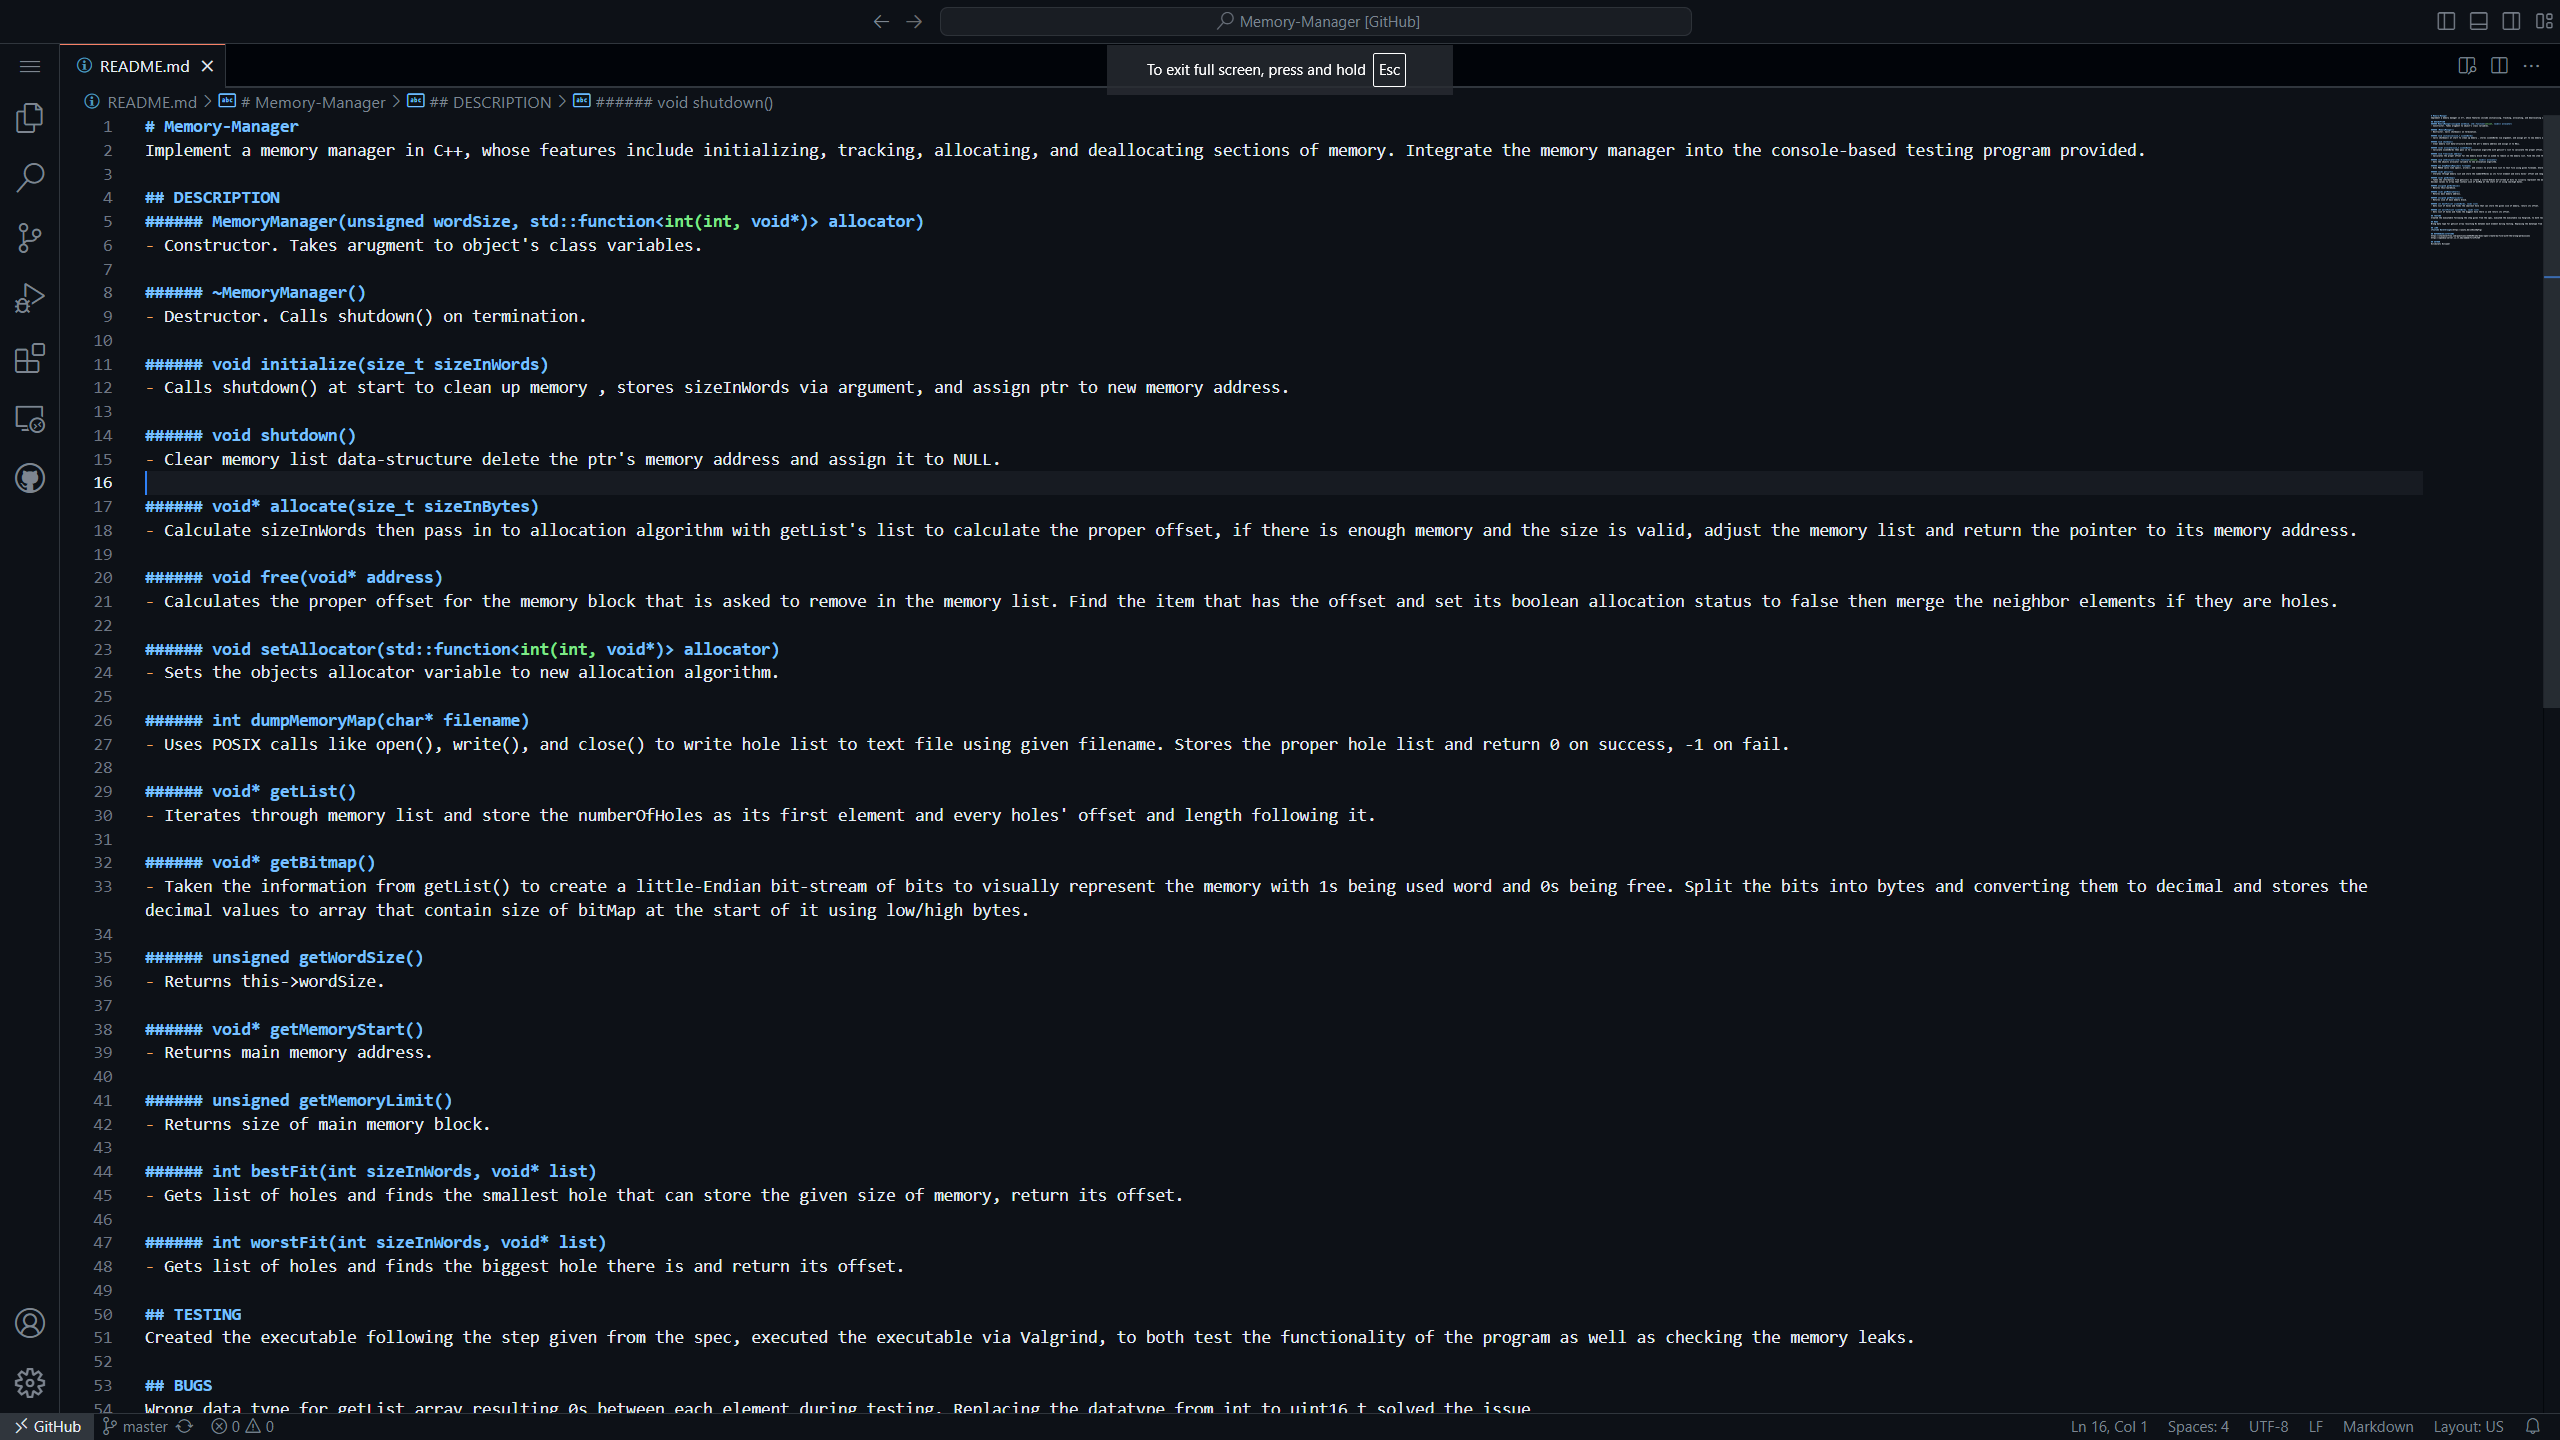 Memory-Manager [GitHub]
README.md
To exit full screen, press and hold Esc
README.md > # Memory-Manager > ## DESCRIPTION > ###### void shutdown()
1 # Memory-Manager
2 Implement a memory manager in C++, whose features include initializing, tracking, allocating, and deallocating sections of memory. Integrate the memory manager into the console-based testing program provided.
3
4 ## DESCRIPTION
5 ###### MemoryManager(unsigned wordSize, std::function<int(int, void*)> allocator)
6 - Constructor. Takes arugment to object's class variables.
7
8 ###### ~MemoryManager()
9 - Destructor. Calls shutdown() on termination.
10
11 ###### void initialize(size_t sizeInWords)
12 - Calls shutdown() at start to clean up memory , stores sizeInWords via argument, and assign ptr to new memory address.
13
14 ###### void shutdown()
15 - Clear memory list data-structure delete the ptr's memory address and assign it to NULL.
16
17 ###### void* allocate(size_t sizeInBytes)
18 - Calculate sizeInWords then pass in to allocation algorithm with getList's list to calculate the proper offset, if there is enough memory and the size is valid, adjust the memory list and return the pointer to its memory address.
19
20 ###### void free(void* address)
21 - Calculates the proper offset for the memory block that is asked to remove in the memory list. Find the item that has the offset and set its boolean allocation status to false then merge the neighbor elements if they are holes.
22
23 ###### void setAllocator(std::function<int(int, void*)> allocator)
24 - Sets the objects allocator variable to new allocation algorithm.
25
26 ###### int dumpMemoryMap(char* filename)
27 - Uses POSIX calls like open(), write(), and close() to write hole list to text file using given filename. Stores the proper hole list and return 0 on success, -1 on fail.
28
29 ###### void* getList()
30 - Iterates through memory list and store the numberOfHoles as its first element and every holes' offset and length following it.
31
32 ###### void* getBitmap()
33 - Taken the information from getList() to create a little-Endian bit-stream of bits to visually represent the memory with 1s being used word and 0s being free. Split the bits into bytes and converting them to decimal and stores the
decimal values to array that contain size of bitMap at the start of it using low/high bytes.
34
35 ###### unsigned getWordSize()
36 - Returns this->wordSize.
37
38 ###### void* getMemoryStart()
39 - Returns main memory address.
40
41 ###### unsigned getMemoryLimit()
42 - Returns size of main memory block.
43
44 ###### int bestFit(int sizeInWords, void* list)
45 - Gets list of holes and finds the smallest hole that can store the given size of memory, return its offset.
46
47 ###### int worstFit(int sizeInWords, void* list)
48 - Gets list of holes and finds the biggest hole there is and return its offset.
49
50 ## TESTING
51 Created the executable following the step given from the spec, executed the executable via Valgrind, to both test the functionality of the program as well as checking the memory leaks.
52
53 ## BUGS
54 Wrong data type for getList array resulting 0s between each element during testing. Replacing the datatype from int to uint16_t solved the issue
GitHub master 0 0 Ln 16, Col 1 Spaces: 4 UTF-8 LF Markdown Layout: US